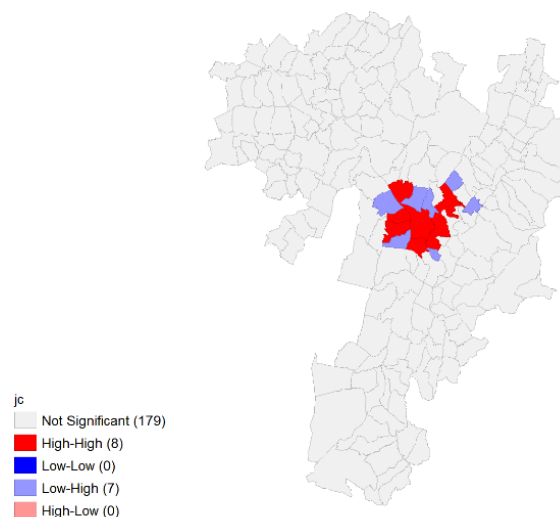 jc
Not Significant (179)
High-High (8)
Low-Low (0)
Low-High (7)
High-Low (0)